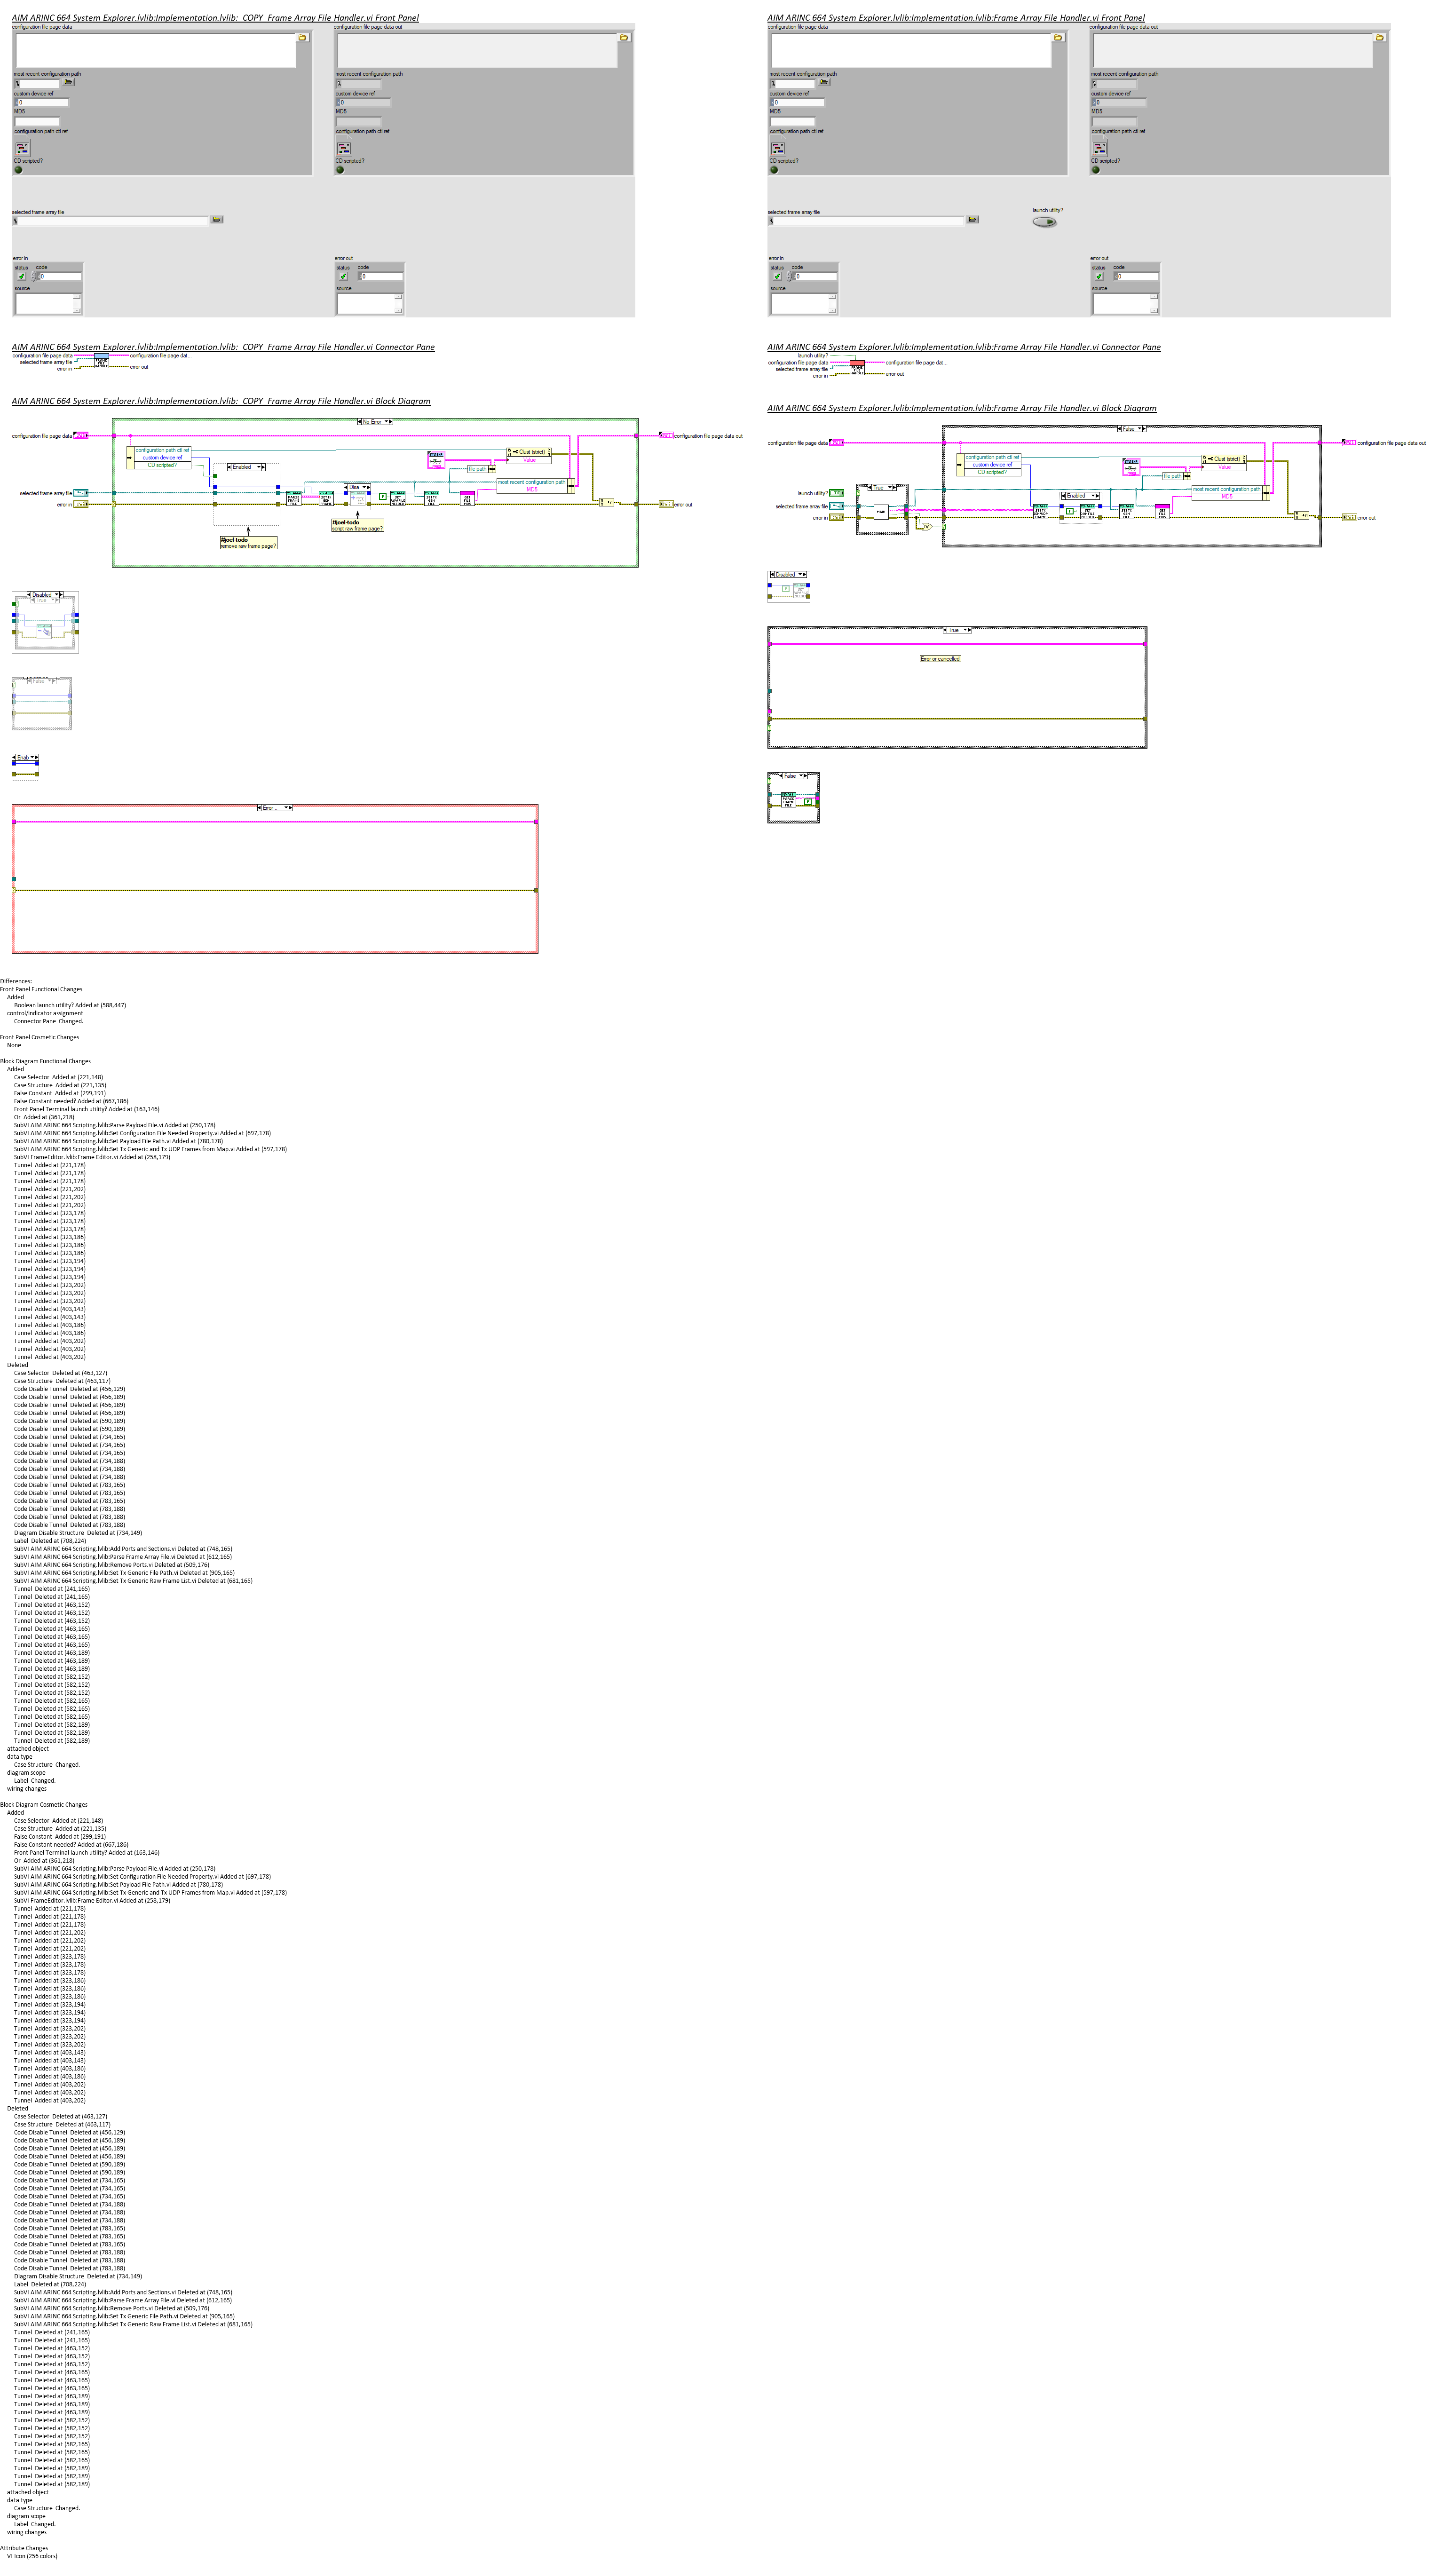 AIM ARINC 664 System Explorer.lvlib:Implementation.lvlib:_COPY_Frame Array File Handler.vi Front Panel
configuration file page data
configuration file page data out
most recent configuration path
most recent configuration path
custom device ref
0
custom device ref
0
MD5
MD5
configuration path ctl ref
configuration path ctl ref
CD scripted?
CD scripted?
selected frame array file
error in
error out
status code
0
status code
0
source
source
AIM ARINC 664 System Explorer.lvlib:Implementation.lvlib:Frame Array File Handler.vi Front Panel
configuration file page data
configuration file page data out
most recent configuration path
most recent configuration path
custom device ref
0
custom device ref
0
MD5
MD5
configuration path ctl ref
configuration path ctl ref
CD scripted?
CD scripted?
selected frame array file
launch utility?
error in
error out
status code
0
status code
0
source
source
AIM ARINC 664 System Explorer.lvlib:Implementation.lvlib:_COPY_Frame Array File Handler.vi Connector Pane
configuration file page data
configuration file page dat...
selected frame array file
error in
error out
AIM ARINC 664 System Explorer.lvlib:Implementation.lvlib:Frame Array File Handler.vi Connector Pane
launch utility?
configuration file page data
configuration file page dat...
selected frame array file
error in
error out
AIM ARINC 664 System Explorer.lvlib:Implementation.lvlib:_COPY_Frame Array File Handler.vi Block Diagram
No Error
configuration file page data
configuration file page data out
configuration path ctl ref
custom device ref
CD scripted?
Enabled
Clust (strict)
Value
file path
most recent configuration path
MD5
Disa
selected frame array file
error in
error out
#joel-todo
script raw frame page?
#joel-todo
remove raw frame page?
Disabled
True
False
Enab
Error
AIM ARINC 664 System Explorer.lvlib:Implementation.lvlib:Frame Array File Handler.vi Block Diagram
False
configuration file page data
configuration file page data out
configuration path ctl ref
custom device ref
CD scripted?
Clust (strict)
Value
file path
most recent configuration path
MD5
True
Enabled
launch utility?
selected frame array file
error in
error out
Disabled
True
Error or cancelled
False
Differences:
Front Panel Functional Changes
Added
Boolean launch utility? Added at (588,447)
control/indicator assignment
Connector Pane Changed.
Front Panel Cosmetic Changes
None
Block Diagram Functional Changes
Added
Case Selector Added at (221,148)
Case Structure Added at (221,135)
False Constant Added at (299,191)
False Constant needed? Added at (667,186)
Front Panel Terminal launch utility? Added at (163,146)
Or Added at (361,218)
SubVI AIM ARINC 664 Scripting.lvlib:Parse Payload File.vi Added at (250,178)
SubVI AIM ARINC 664 Scripting.lvlib:Set Configuration File Needed Property.vi Added at (697,178)
SubVI AIM ARINC 664 Scripting.lvlib:Set Payload File Path.vi Added at (780,178)
SubVI AIM ARINC 664 Scripting.lvlib:Set Tx Generic and Tx UDP Frames from Map.vi Added at (597,178)
SubVI FrameEditor.lvlib:Frame Editor.vi Added at (258,179)
Tunnel Added at (221,178)
Tunnel Added at (221,178)
Tunnel Added at (221,178)
Tunnel Added at (221,202)
Tunnel Added at (221,202)
Tunnel Added at (221,202)
Tunnel Added at (323,178)
Tunnel Added at (323,178)
Tunnel Added at (323,178)
Tunnel Added at (323,186)
Tunnel Added at (323,186)
Tunnel Added at (323,186)
Tunnel Added at (323,194)
Tunnel Added at (323,194)
Tunnel Added at (323,194)
Tunnel Added at (323,202)
Tunnel Added at (323,202)
Tunnel Added at (323,202)
Tunnel Added at (403,143)
Tunnel Added at (403,143)
Tunnel Added at (403,186)
Tunnel Added at (403,186)
Tunnel Added at (403,202)
Tunnel Added at (403,202)
Tunnel Added at (403,202)
Deleted
Case Selector Deleted at (463,127)
Case Structure Deleted at (463,117)
Code Disable Tunnel Deleted at (456,129)
Code Disable Tunnel Deleted at (456,189)
Code Disable Tunnel Deleted at (456,189)
Code Disable Tunnel Deleted at (456,189)
Code Disable Tunnel Deleted at (590,189)
Code Disable Tunnel Deleted at (590,189)
Code Disable Tunnel Deleted at (734,165)
Code Disable Tunnel Deleted at (734,165)
Code Disable Tunnel Deleted at (734,165)
Code Disable Tunnel Deleted at (734,188)
Code Disable Tunnel Deleted at (734,188)
Code Disable Tunnel Deleted at (734,188)
Code Disable Tunnel Deleted at (783,165)
Code Disable Tunnel Deleted at (783,165)
Code Disable Tunnel Deleted at (783,165)
Code Disable Tunnel Deleted at (783,188)
Code Disable Tunnel Deleted at (783,188)
Code Disable Tunnel Deleted at (783,188)
Diagram Disable Structure Deleted at (734,149)
Label Deleted at (708,224)
SubVI AIM ARINC 664 Scripting.lvlib:Add Ports and Sections.vi Deleted at (748,165)
SubVI AIM ARINC 664 Scripting.lvlib:Parse Frame Array File.vi Deleted at (612,165)
SubVI AIM ARINC 664 Scripting.lvlib:Remove Ports.vi Deleted at (509,176)
SubVI AIM ARINC 664 Scripting.lvlib:Set Tx Generic File Path.vi Deleted at (905,165)
SubVI AIM ARINC 664 Scripting.lvlib:Set Tx Generic Raw Frame List.vi Deleted at (681,165)
Tunnel Deleted at (241,165)
Tunnel Deleted at (241,165)
Tunnel Deleted at (463,152)
Tunnel Deleted at (463,152)
Tunnel Deleted at (463,152)
Tunnel Deleted at (463,165)
Tunnel Deleted at (463,165)
Tunnel Deleted at (463,165)
Tunnel Deleted at (463,189)
Tunnel Deleted at (463,189)
Tunnel Deleted at (463,189)
Tunnel Deleted at (582,152)
Tunnel Deleted at (582,152)
Tunnel Deleted at (582,152)
Tunnel Deleted at (582,165)
Tunnel Deleted at (582,165)
Tunnel Deleted at (582,165)
Tunnel Deleted at (582,189)
Tunnel Deleted at (582,189)
Tunnel Deleted at (582,189)
attached object
data type
Case Structure Changed.
diagram scope
Label Changed.
wiring changes
Block Diagram Cosmetic Changes
Added
Case Selector Added at (221,148)
Case Structure Added at (221,135)
False Constant Added at (299,191)
False Constant needed? Added at (667,186)
Front Panel Terminal launch utility? Added at (163,146)
Or Added at (361,218)
SubVI AIM ARINC 664 Scripting.lvlib:Parse Payload File.vi Added at (250,178)
SubVI AIM ARINC 664 Scripting.lvlib:Set Configuration File Needed Property.vi Added at (697,178)
SubVI AIM ARINC 664 Scripting.lvlib:Set Payload File Path.vi Added at (780,178)
SubVI AIM ARINC 664 Scripting.lvlib:Set Tx Generic and Tx UDP Frames from Map.vi Added at (597,178)
SubVI FrameEditor.lvlib:Frame Editor.vi Added at (258,179)
Tunnel Added at (221,178)
Tunnel Added at (221,178)
Tunnel Added at (221,178)
Tunnel Added at (221,202)
Tunnel Added at (221,202)
Tunnel Added at (221,202)
Tunnel Added at (323,178)
Tunnel Added at (323,178)
Tunnel Added at (323,178)
Tunnel Added at (323,186)
Tunnel Added at (323,186)
Tunnel Added at (323,186)
Tunnel Added at (323,194)
Tunnel Added at (323,194)
Tunnel Added at (323,194)
Tunnel Added at (323,202)
Tunnel Added at (323,202)
Tunnel Added at (323,202)
Tunnel Added at (403,143)
Tunnel Added at (403,143)
Tunnel Added at (403,186)
Tunnel Added at (403,186)
Tunnel Added at (403,202)
Tunnel Added at (403,202)
Tunnel Added at (403,202)
Deleted
Case Selector Deleted at (463,127)
Case Structure Deleted at (463,117)
Code Disable Tunnel Deleted at (456,129)
Code Disable Tunnel Deleted at (456,189)
Code Disable Tunnel Deleted at (456,189)
Code Disable Tunnel Deleted at (456,189)
Code Disable Tunnel Deleted at (590,189)
Code Disable Tunnel Deleted at (590,189)
Code Disable Tunnel Deleted at (734,165)
Code Disable Tunnel Deleted at (734,165)
Code Disable Tunnel Deleted at (734,165)
Code Disable Tunnel Deleted at (734,188)
Code Disable Tunnel Deleted at (734,188)
Code Disable Tunnel Deleted at (734,188)
Code Disable Tunnel Deleted at (783,165)
Code Disable Tunnel Deleted at (783,165)
Code Disable Tunnel Deleted at (783,165)
Code Disable Tunnel Deleted at (783,188)
Code Disable Tunnel Deleted at (783,188)
Code Disable Tunnel Deleted at (783,188)
Diagram Disable Structure Deleted at (734,149)
Label Deleted at (708,224)
SubVI AIM ARINC 664 Scripting.lvlib:Add Ports and Sections.vi Deleted at (748,165)
SubVI AIM ARINC 664 Scripting.lvlib:Parse Frame Array File.vi Deleted at (612,165)
SubVI AIM ARINC 664 Scripting.lvlib:Remove Ports.vi Deleted at (509,176)
SubVI AIM ARINC 664 Scripting.lvlib:Set Tx Generic File Path.vi Deleted at (905,165)
SubVI AIM ARINC 664 Scripting.lvlib:Set Tx Generic Raw Frame List.vi Deleted at (681,165)
Tunnel Deleted at (241,165)
Tunnel Deleted at (241,165)
Tunnel Deleted at (463,152)
Tunnel Deleted at (463,152)
Tunnel Deleted at (463,152)
Tunnel Deleted at (463,165)
Tunnel Deleted at (463,165)
Tunnel Deleted at (463,165)
Tunnel Deleted at (463,189)
Tunnel Deleted at (463,189)
Tunnel Deleted at (463,189)
Tunnel Deleted at (582,152)
Tunnel Deleted at (582,152)
Tunnel Deleted at (582,152)
Tunnel Deleted at (582,165)
Tunnel Deleted at (582,165)
Tunnel Deleted at (582,165)
Tunnel Deleted at (582,189)
Tunnel Deleted at (582,189)
Tunnel Deleted at (582,189)
attached object
data type
Case Structure Changed.
diagram scope
Label Changed.
wiring changes
Attribute Changes
VI Icon (256 colors)